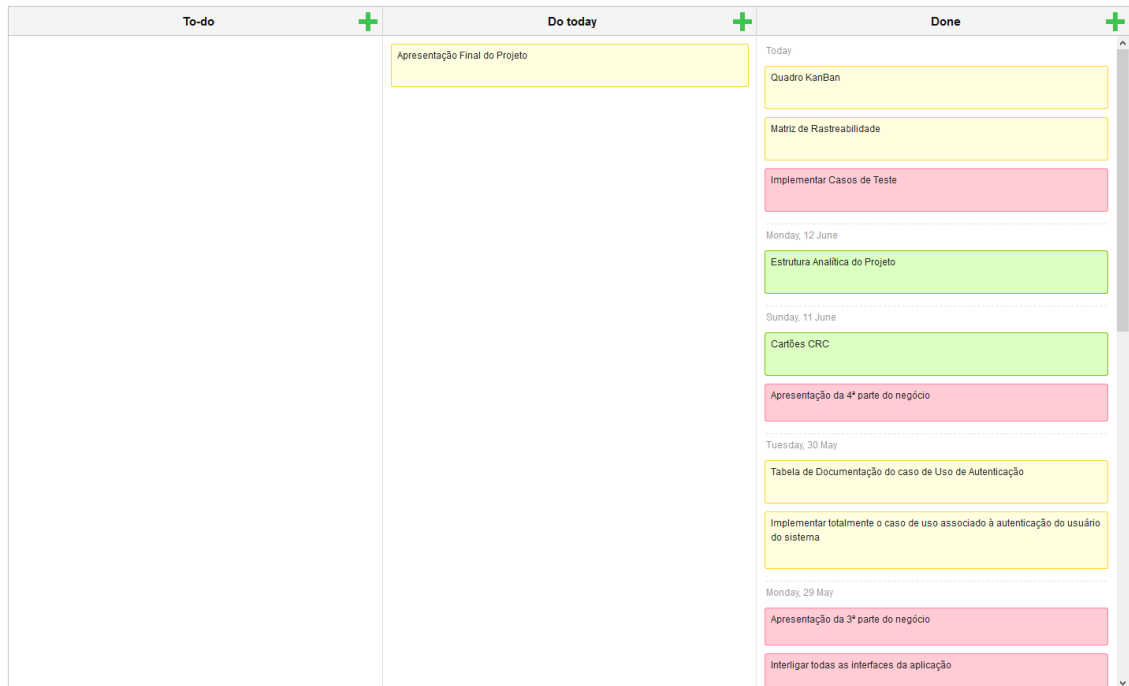 To-do
Do today
Done
Apresentação Final do Projeto
Today
Quadro KanBan
Matriz de Rastreabilidade
Implementar Casos de Teste
Monday, 12 June
Estrutura Analítica do Projeto
Sunday, 11 June
Cartões CRC
Apresentação da 4ª parte do negócio
Tuesday, 30 May
Tabela de Documentação do caso de Uso de Autenticação
Implementar totalmente o caso de uso associado à autenticação do usuário
do sistema
Monday, 29 May
Apresentação da 3ª parte do negócio
Interligar todas as interfaces da aplicação